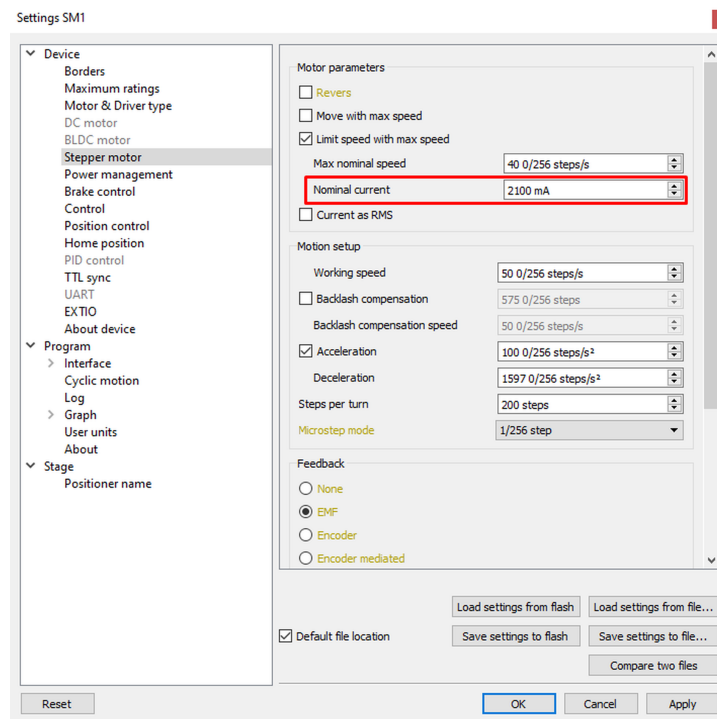 Settings SM1
Device
Borders
Maximum ratings
Motor & Driver type
DC motor
BLDC motor
Stepper motor
Power management
Brake control
Control
Position control
Home position
PID control
TTL sync
UART
EXTIO
About device
Program
Interface
Cyclic motion
Log
Graph
User units
About
Stage
Positioner name
Motor parameters
Revers
Move with max speed
Limit speed with max speed
Max nominal speed 40 0/256 steps/s
Nominal current 2100 mA
Current as RMS
Motion setup
Working speed 50 0/256 steps/s
Backlash compensation 575 0/256 steps
Backlash compensation speed 50 0/256 steps/s
Acceleration 100 0/256 steps/s²
Deceleration 1597 0/256 steps/s²
Steps per turn 200 steps
Microstep mode 1/256 step
Feedback
None
EMF
Encoder
Encoder mediated
Load settings from flash Load settings from file...
Default file location Save settings to flash Save settings to file...
Compare two files
Reset OK Cancel Apply